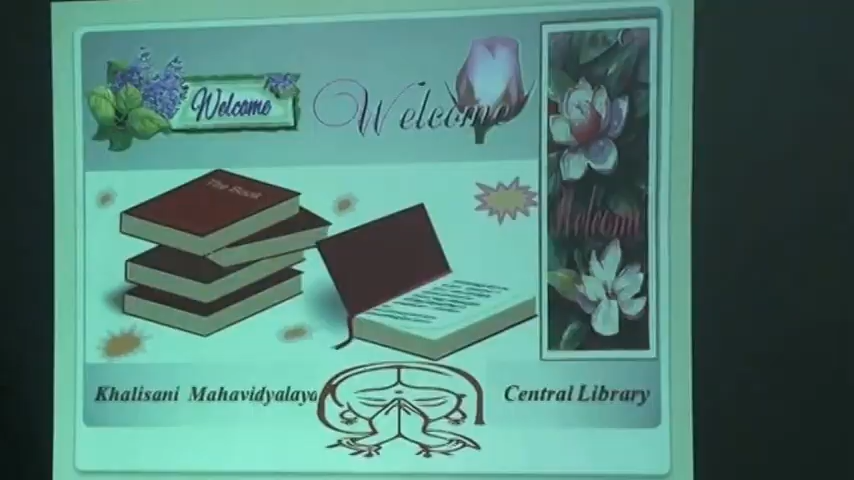 Welcome
Welcome
Welcome
The Book
Khalisani Mahavidyalaya
Central Library